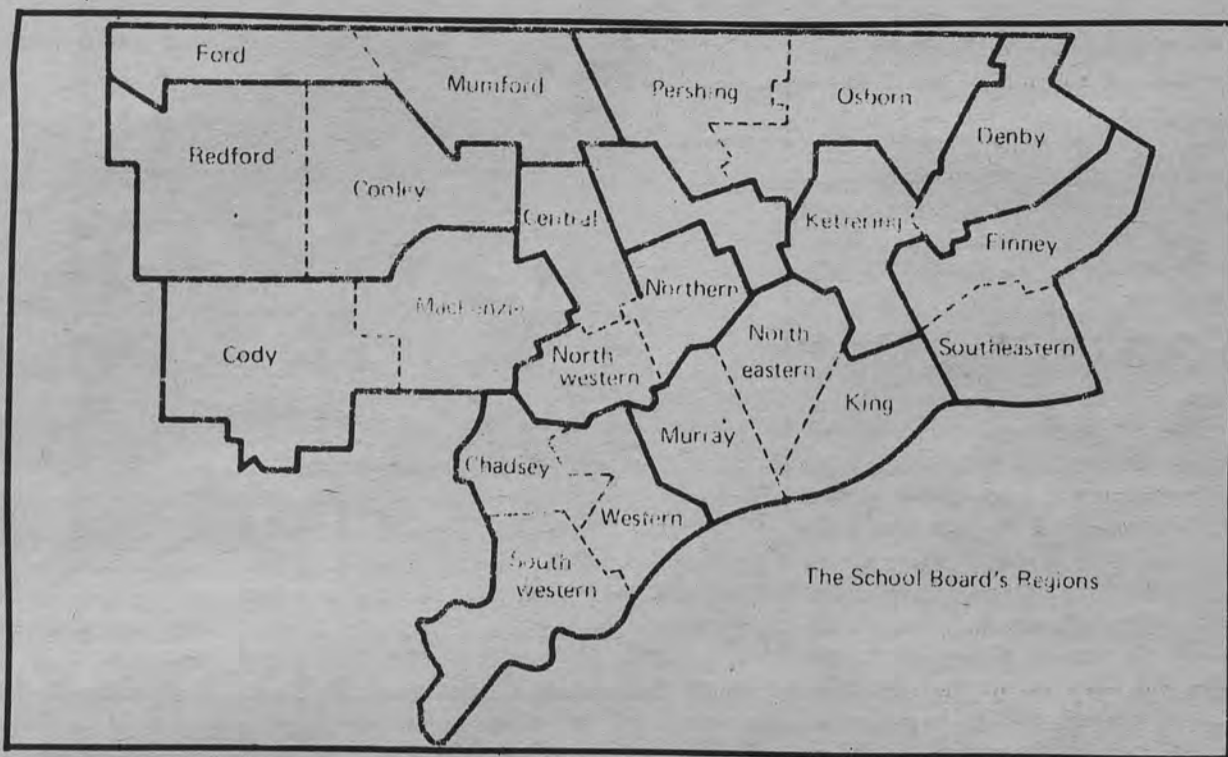 Ford
Mumford
Pershing
Osborn
Denby
Redford
Cooley
Central
Kettering
Finney
Mackenzie
Northern
Cody
North
western
North
eastern
Southeastern
King
Murray
Chadsey
Western
South
western
The School Board's Regions